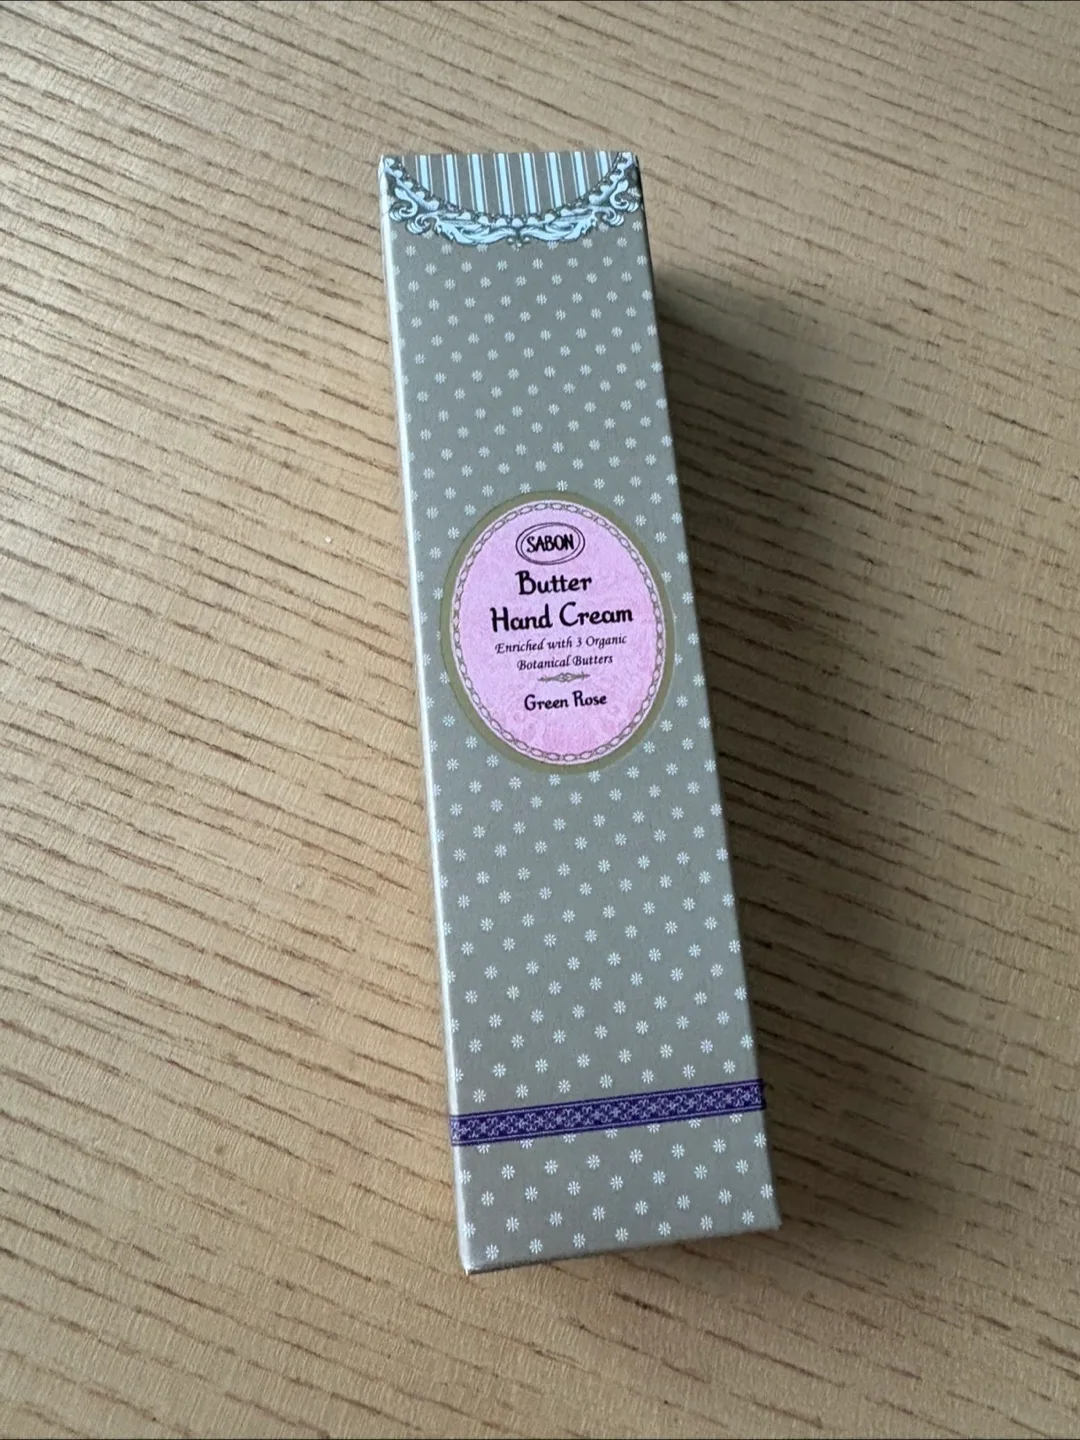 SABON
Butter
Hand Cream
Enriched with 3 Organic
Botanical Butters
Green Rose